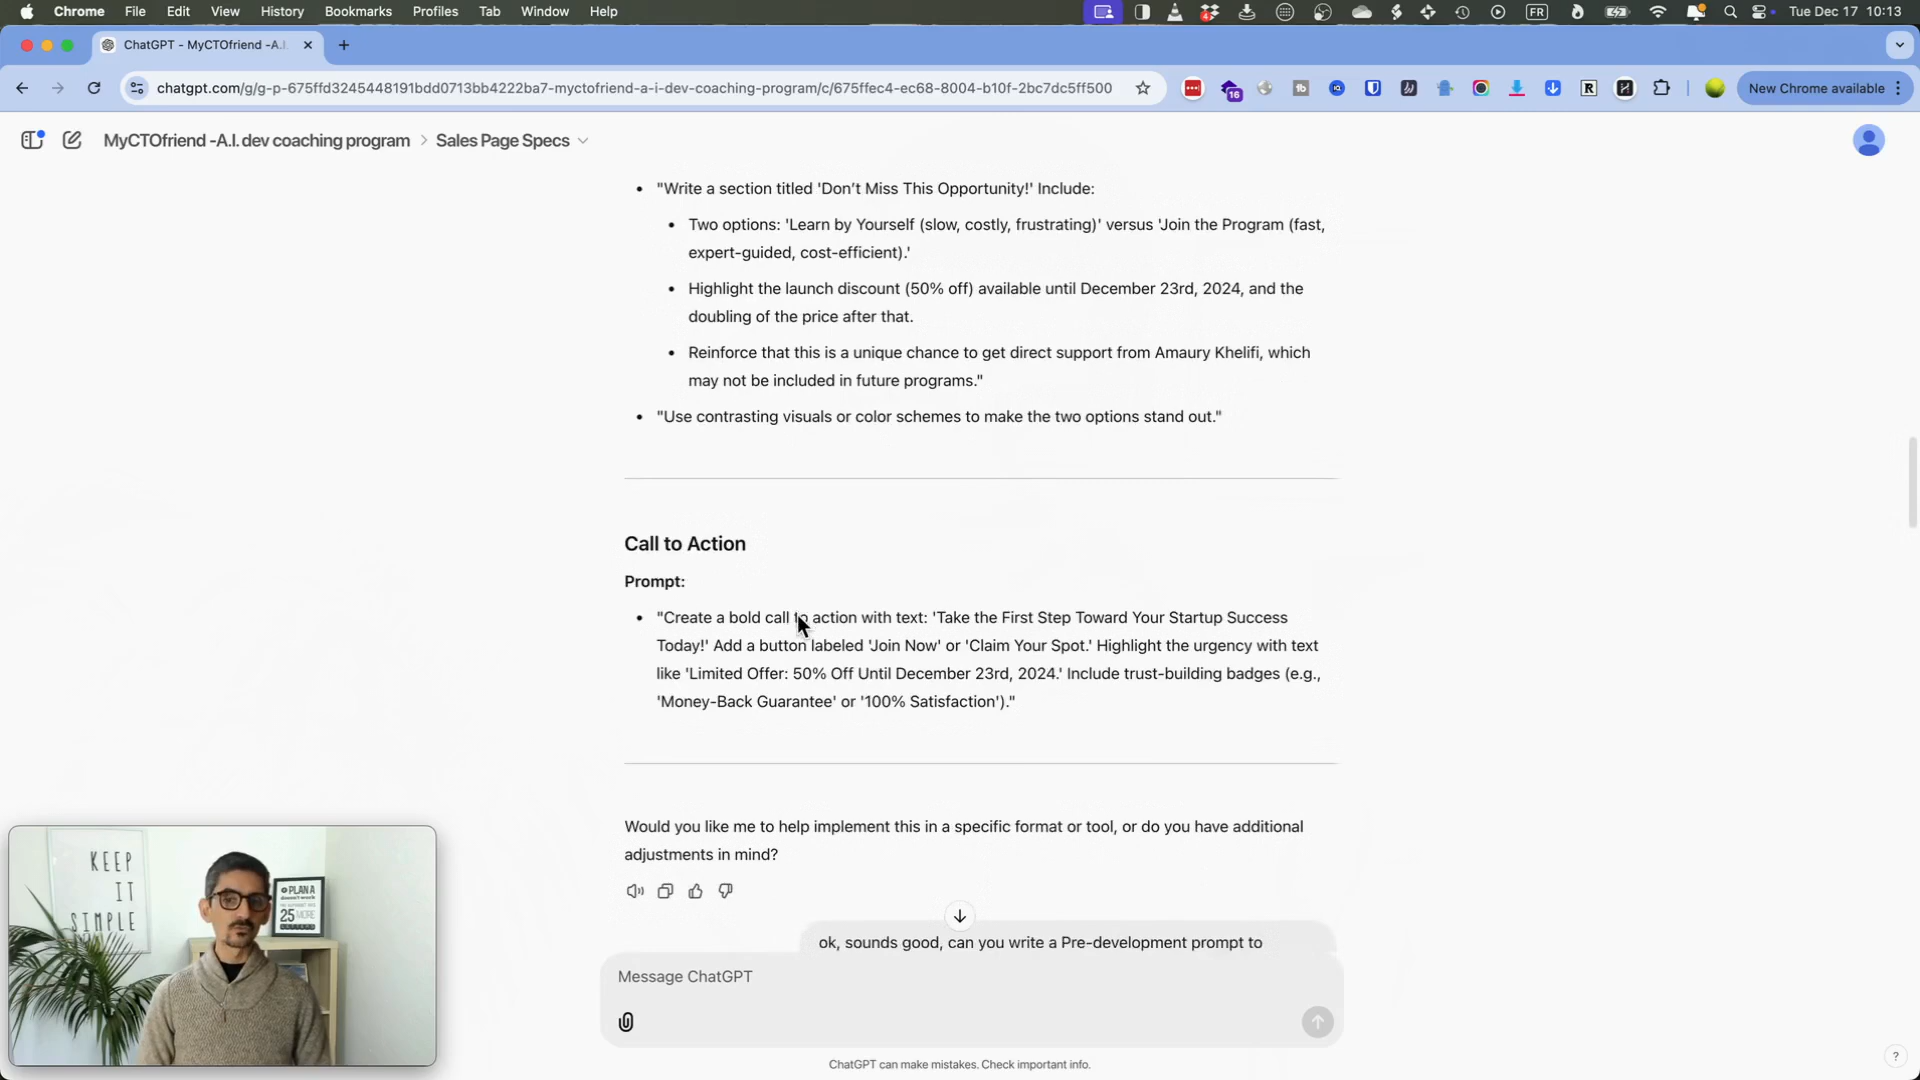 Chrome File Edit View History Bookmarks Profiles Tab Window Help FR Tue Dec 17 10:13
ChatGPT - MyCTOfriend -A.I.
chatgpt.com/g/g-p-675ffd3245448191bdd0713bb4222ba7-myctofriend-a-i-dev-coaching-program/c/675ffec4-ec68-8004-b10f-2bc7dc5ff500 16 New Chrome available
MyCTOfriend -A.I. dev coaching program > Sales Page Specs
"Write a section titled 'Don’t Miss This Opportunity!' Include:
Two options: 'Learn by Yourself (slow, costly, frustrating)' versus 'Join the Program (fast,
expert-guided, cost-efficient).'
Highlight the launch discount (50% off) available until December 23rd, 2024, and the
doubling of the price after that.
Reinforce that this is a unique chance to get direct support from Amaury Khelifi, which
may not be included in future programs."
"Use contrasting visuals or color schemes to make the two options stand out."
Call to Action
Prompt:
"Create a bold call to action with text: 'Take the First Step Toward Your Startup Success
Today!' Add a button labeled 'Join Now' or 'Claim Your Spot.' Highlight the urgency with text
like 'Limited Offer: 50% Off Until December 23rd, 2024.' Include trust-building badges (e.g.,
'Money-Back Guarantee' or '100% Satisfaction')."
Would you like me to help implement this in a specific format or tool, or do you have additional
adjustments in mind?
ok, sounds good, can you write a Pre-development prompt to
Message ChatGPT
ChatGPT can make mistakes. Check important info.
?
KEEP
IT
SIMPLE
PLAN A
25
MORE